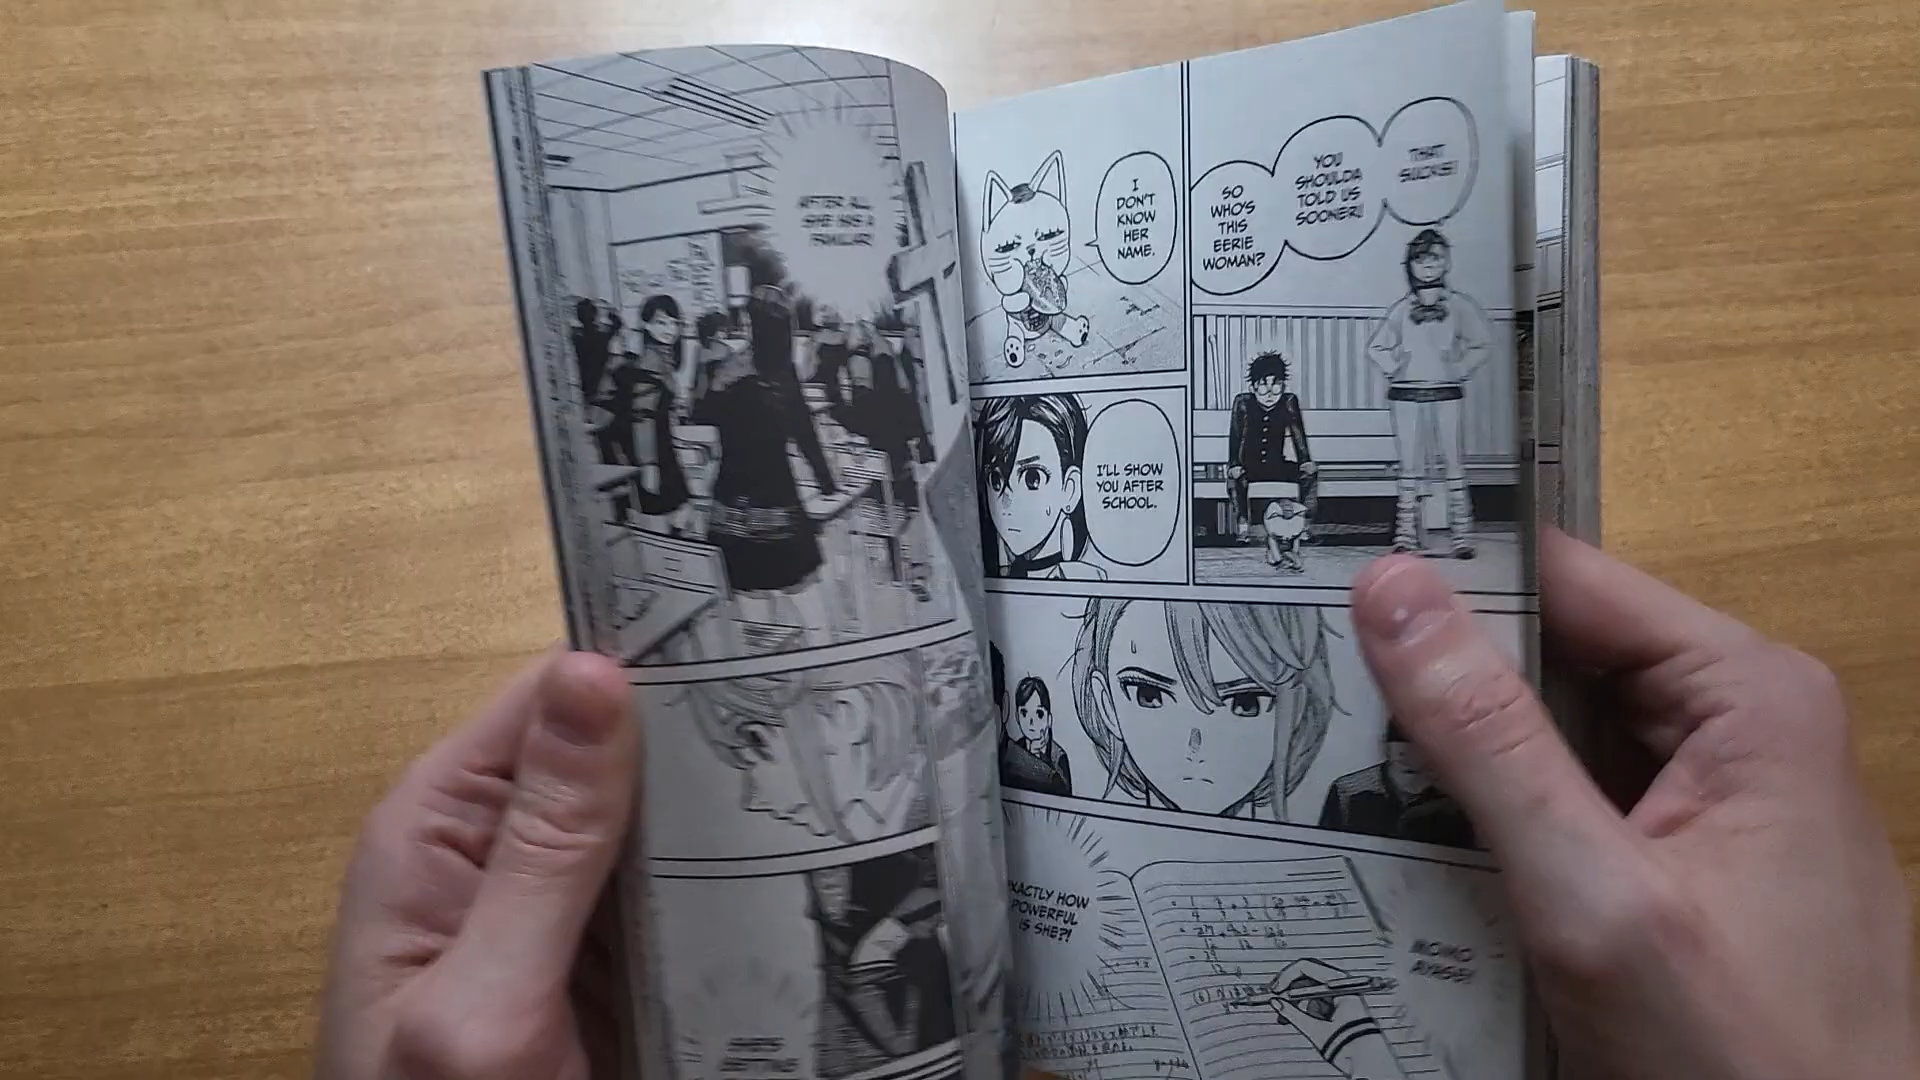 THAT
SUCKS!
YOU
SHOULDA
TOLD US
SOONER!
SO
WHO'S
THIS
EERIE
WOMAN?
I
DON'T
KNOW
HER
NAME.
I'LL SHOW
YOU AFTER
SCHOOL.
MOMO
AYASE!
EXACTLY HOW
POWERFUL
IS SHE?!
AFTER ALL,
SHE HAS A
FAMILIAR!